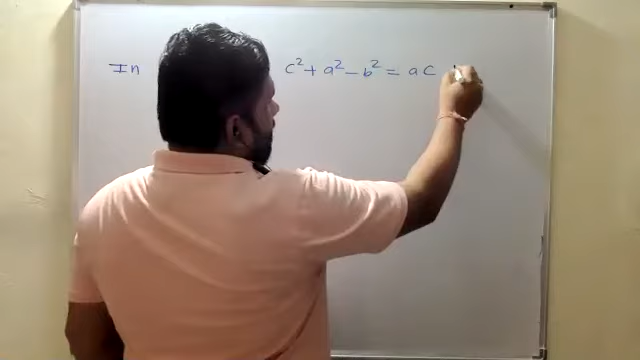 In c² + a² − b² = ac